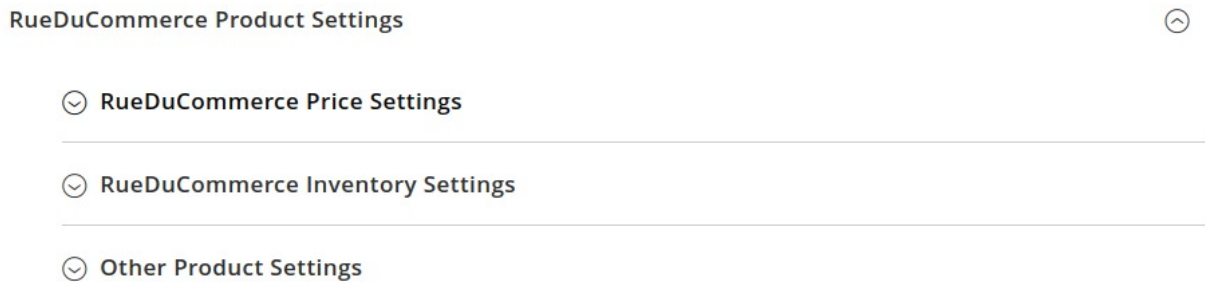 RueDuCommerce Product Settings
RueDuCommerce Price Settings
RueDuCommerce Inventory Settings
Other Product Settings